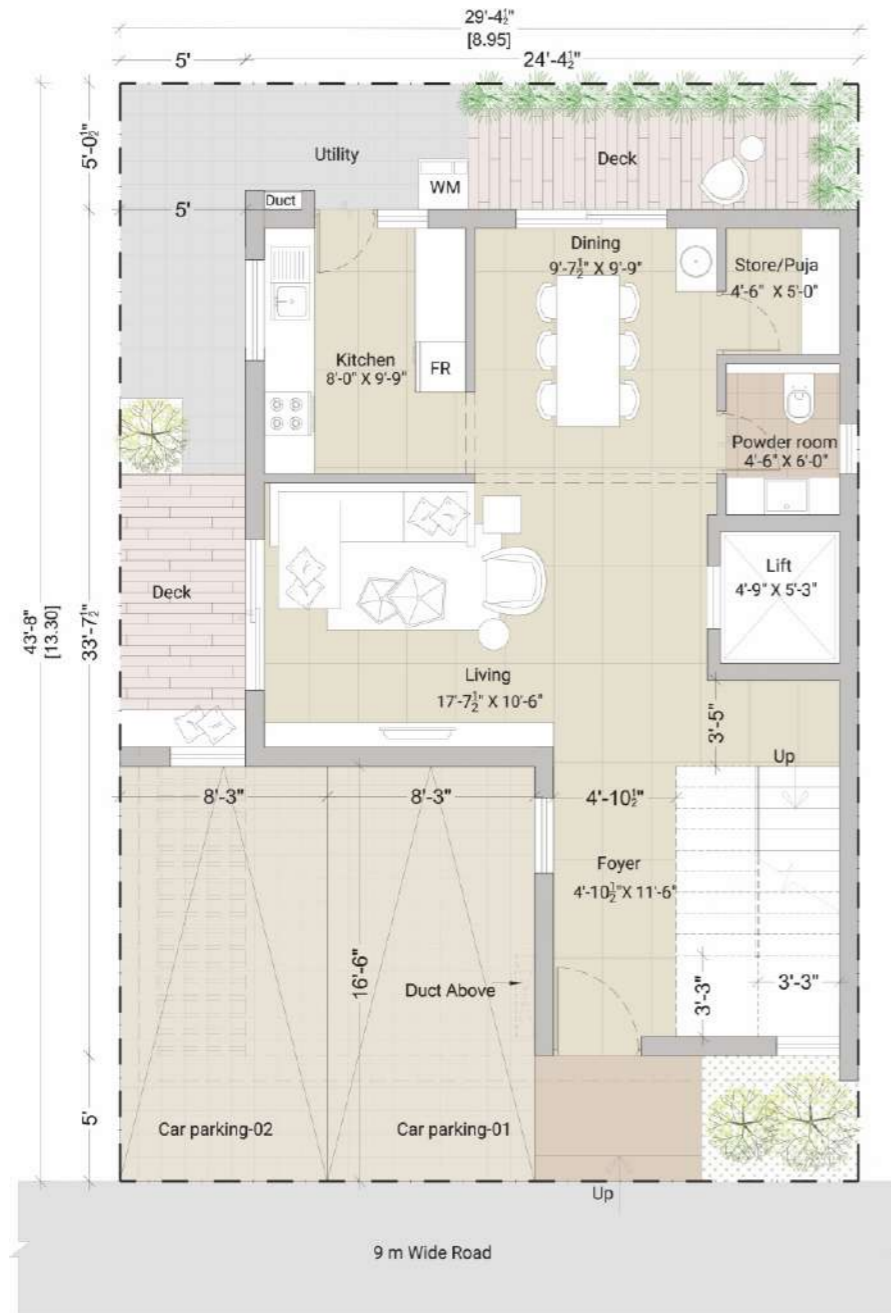 29'-4½"
[8.95]
5'
24'-4½"
5'-0½"
Utility
Deck
WM
5'
Duct
Dining
9'-7½" X 9'-9"
Store/Puja
4'-6" X 5'-0"
Kitchen
8'-0" X 9'-9"
FR
Powder room
4'-6" X 6'-0"
43'-8"
[13.30]
33'-7½"
Deck
Lift
4'-9" X 5'-3"
Living
17'-7½" X 10'-6"
3'-5"
Up
8'-3"
8'-3"
4'-10½"
Foyer
4'-10½" X 11'-6"
16'-6"
Duct Above
3'-3"
3'-3"
5'
Car parking-02
Car parking-01
Up
9 m Wide Road